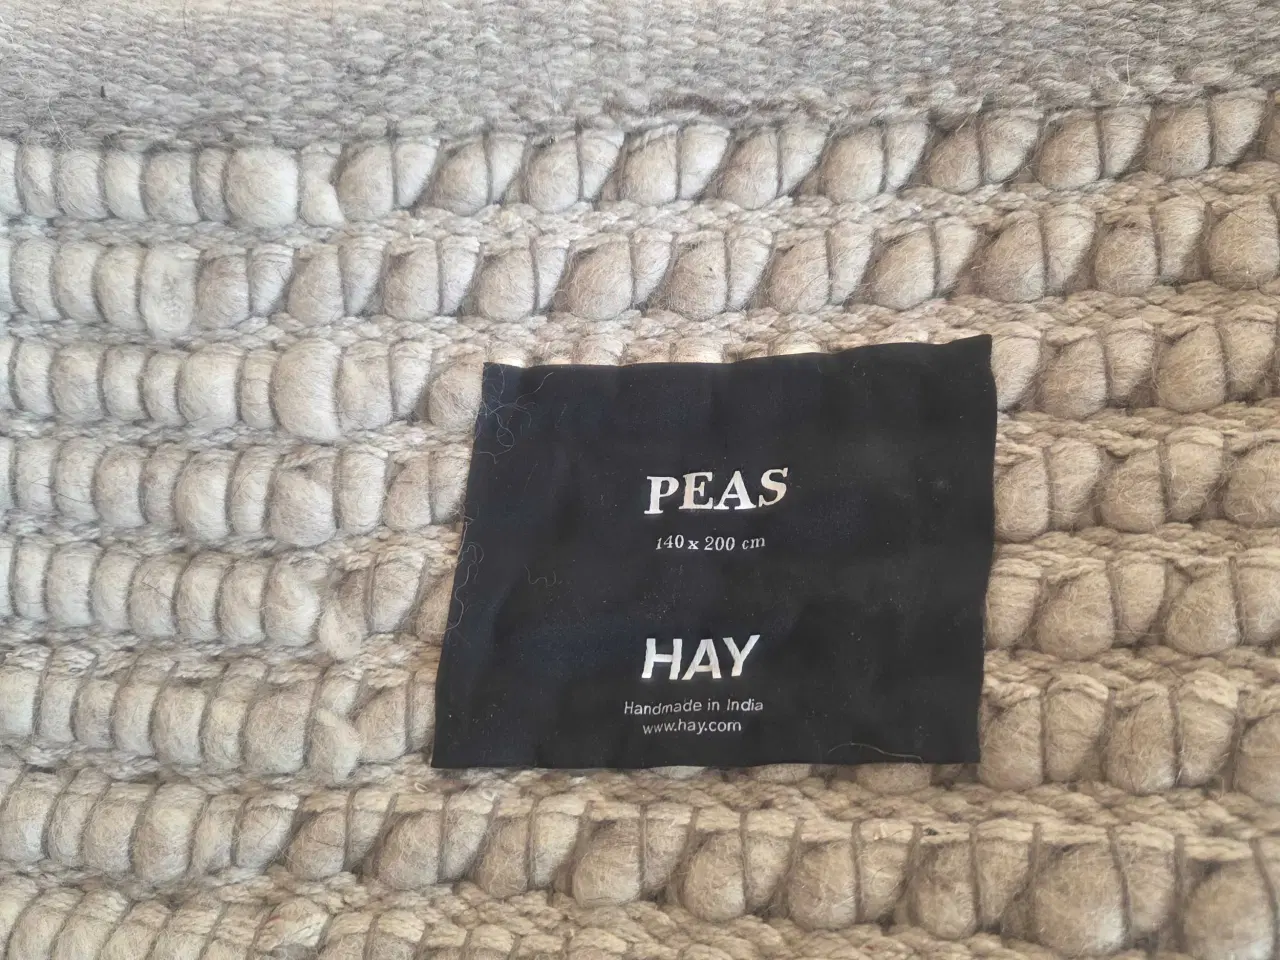 PEAS
140 x 200 cm
HAY
Handmade in India
www.hay.com